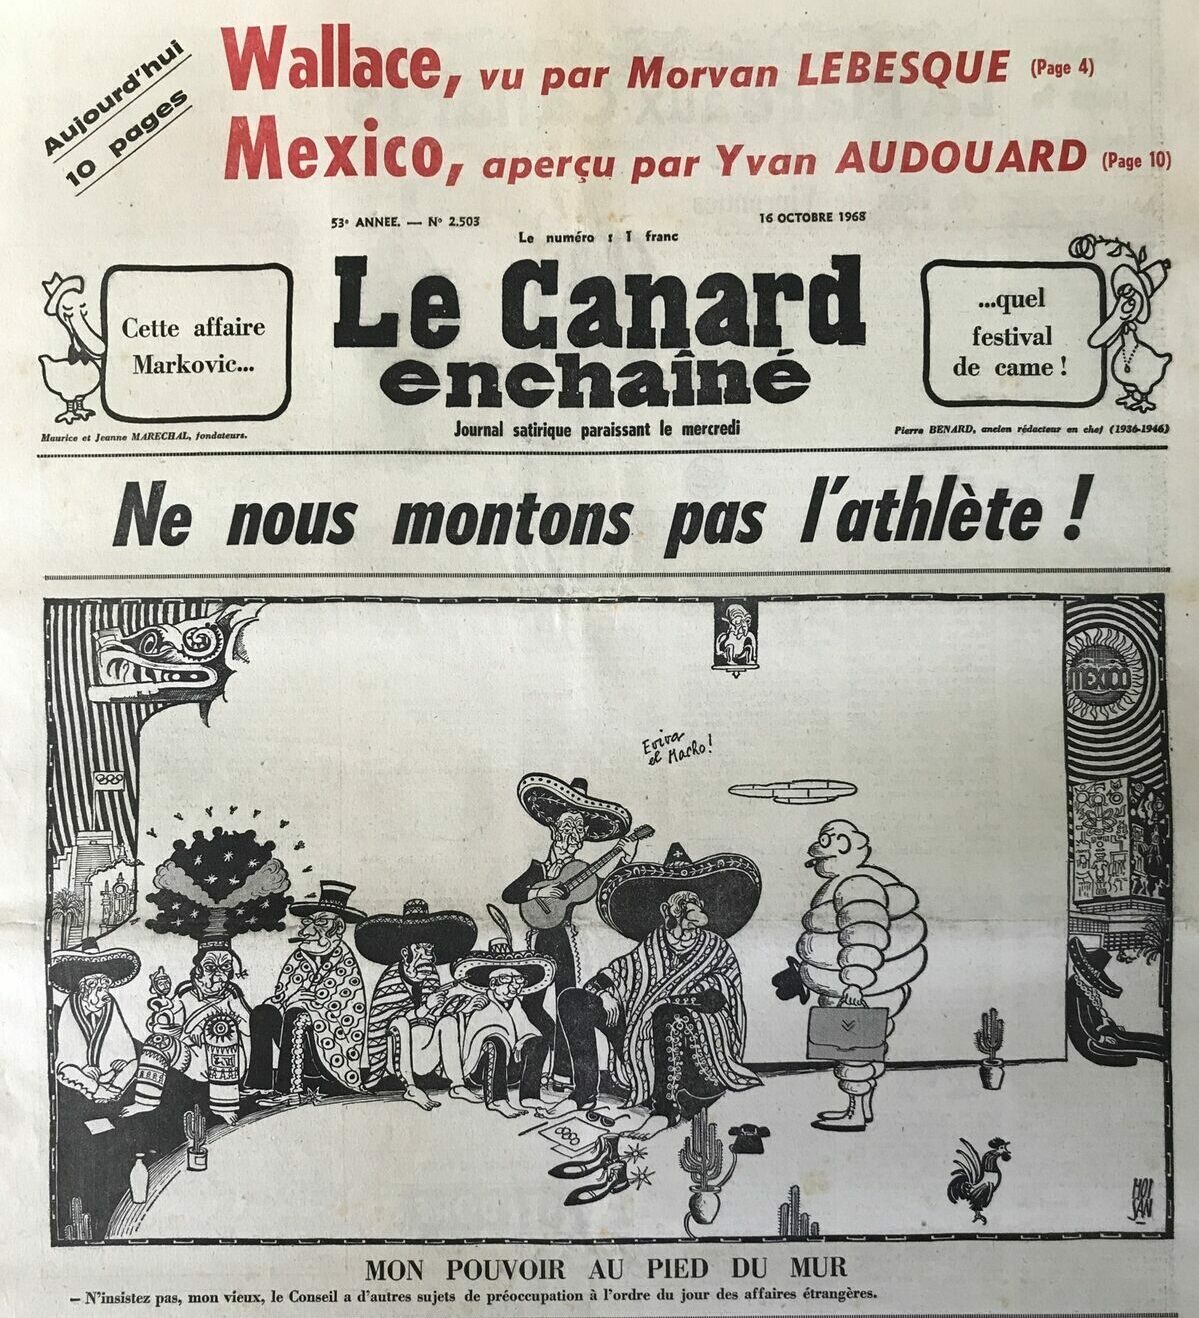 Aujourd'hui
10 pages
Wallace, vu par Morvan LEBESQUE (Page 4)
Mexico, aperçu par Yvan AUDOUARD (Page 10)
53e ANNEE. — No 2.503
16 OCTOBRE 1968
Le numéro : 1 franc
Cette affaire
Markovic...
Le Canard
enchaîné
...quel
festival
de came !
Maurice et Jeanne MARECHAL, fondateurs.
Journal satirique paraissant le mercredi
Pierre BENARD, ancien rédacteur en chef (1936-1946)
Ne nous montons pas l'athlète !
MEXICO
Eviva
el Macho!
MOI
SAN
MON POUVOIR AU PIED DU MUR
— N'insistez pas, mon vieux, le Conseil a d'autres sujets de préoccupation à l'ordre du jour des affaires étrangères.